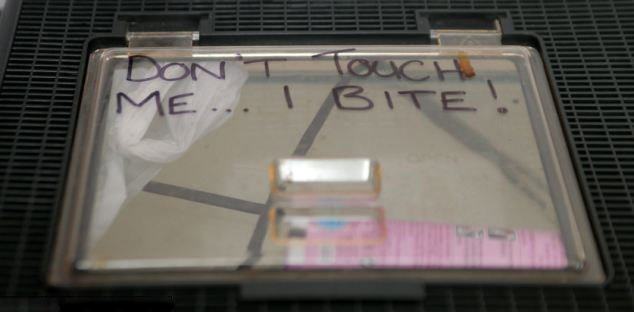 DON'T TOUCH
ME... I BITE!